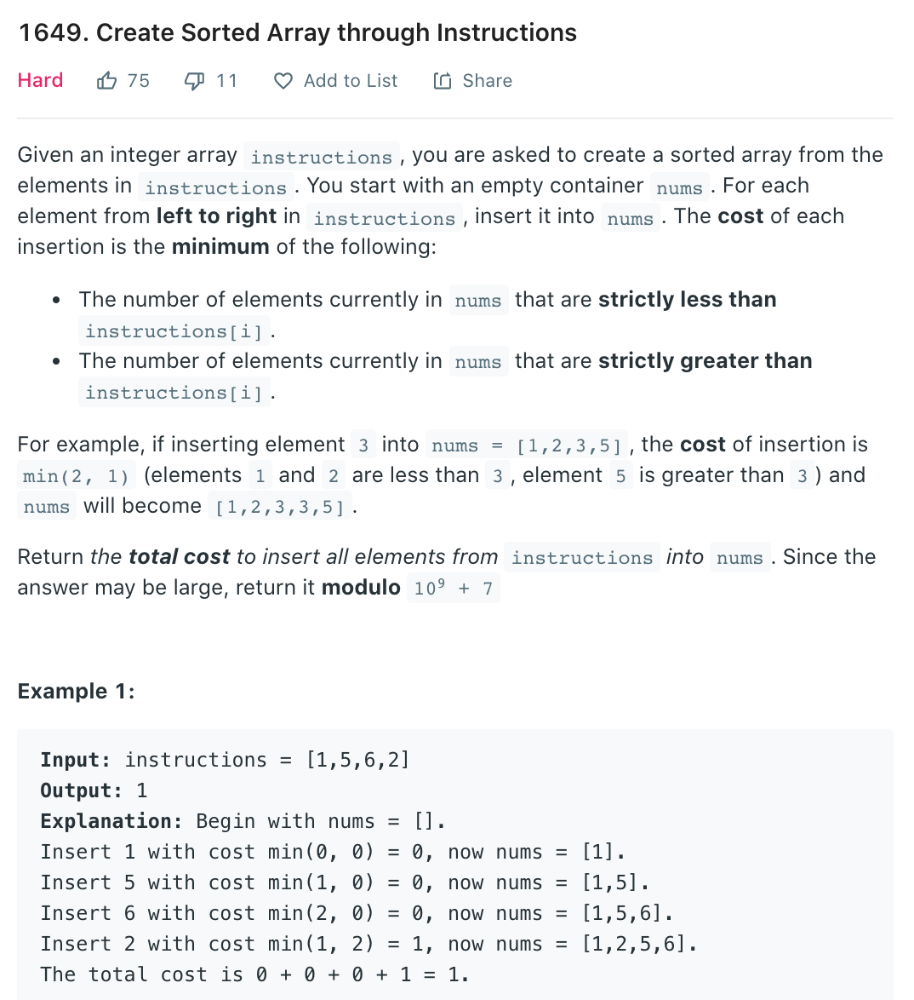 1649. Create Sorted Array through Instructions
Hard 75 11 Add to List Share
Given an integer array instructions , you are asked to create a sorted array from the
elements in instructions . You start with an empty container nums . For each
element from left to right in instructions , insert it into nums . The cost of each
insertion is the minimum of the following:
• The number of elements currently in nums that are strictly less than
instructions[i] .
• The number of elements currently in nums that are strictly greater than
instructions[i] .
For example, if inserting element 3 into nums = [1,2,3,5] , the cost of insertion is
min(2, 1) (elements 1 and 2 are less than 3 , element 5 is greater than 3 ) and
nums will become [1,2,3,3,5] .
Return the total cost to insert all elements from instructions into nums . Since the
answer may be large, return it modulo 10⁹ + 7
Example 1:
Input: instructions = [1,5,6,2]
Output: 1
Explanation: Begin with nums = [].
Insert 1 with cost min(0, 0) = 0, now nums = [1].
Insert 5 with cost min(1, 0) = 0, now nums = [1,5].
Insert 6 with cost min(2, 0) = 0, now nums = [1,5,6].
Insert 2 with cost min(1, 2) = 1, now nums = [1,2,5,6].
The total cost is 0 + 0 + 0 + 1 = 1.